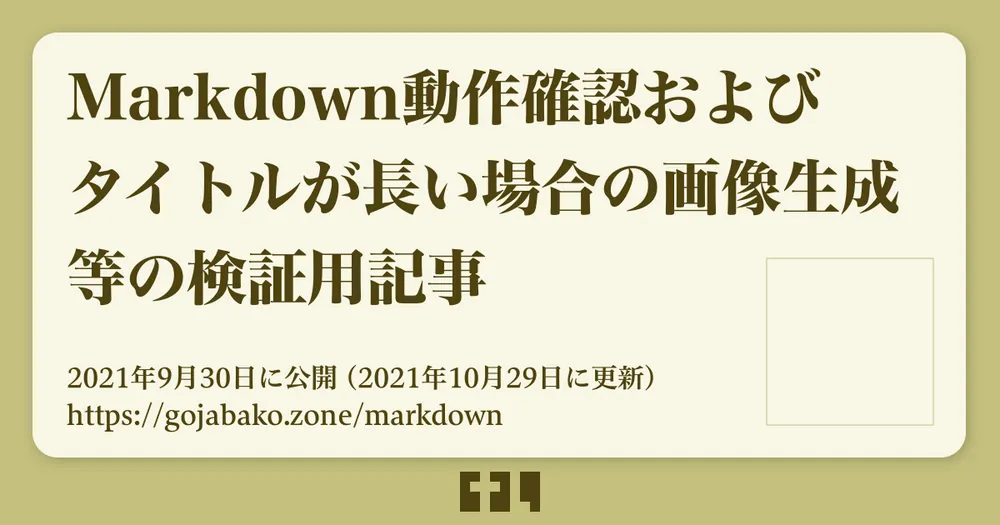 Markdown動作確認および
タイトルが長い場合の画像生成
等の検証用記事
2021年9月30日に公開（2021年10月29日に更新）
https://gojabako.zone/markdown